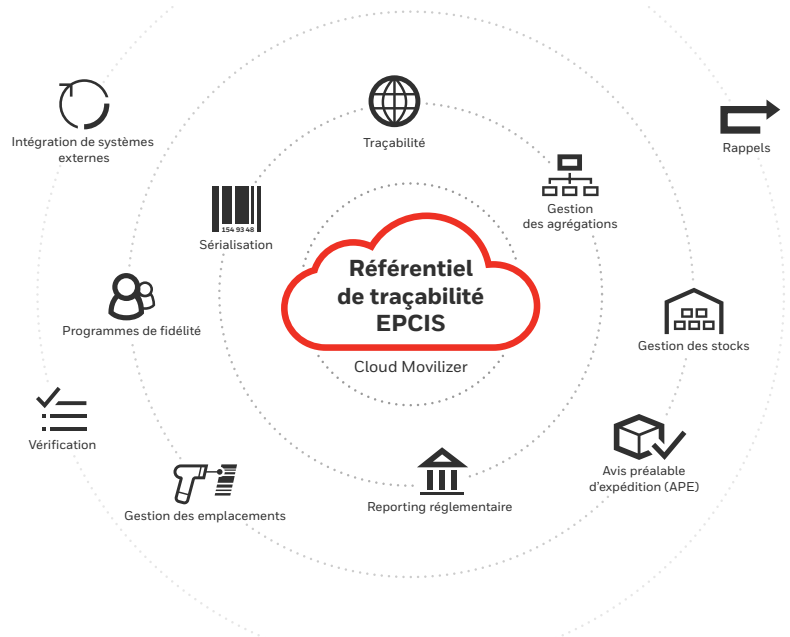 Intégration de systèmes
externes
Traçabilité
Rappels
154 93 48
Sérialisation
Gestion
des agrégations
Référentiel
de traçabilité
EPCIS
Cloud Movilizer
Programmes de fidélité
Gestion des stocks
Vérification
Avis préalable
d'expédition (APE)
Gestion des emplacements
Reporting réglementaire